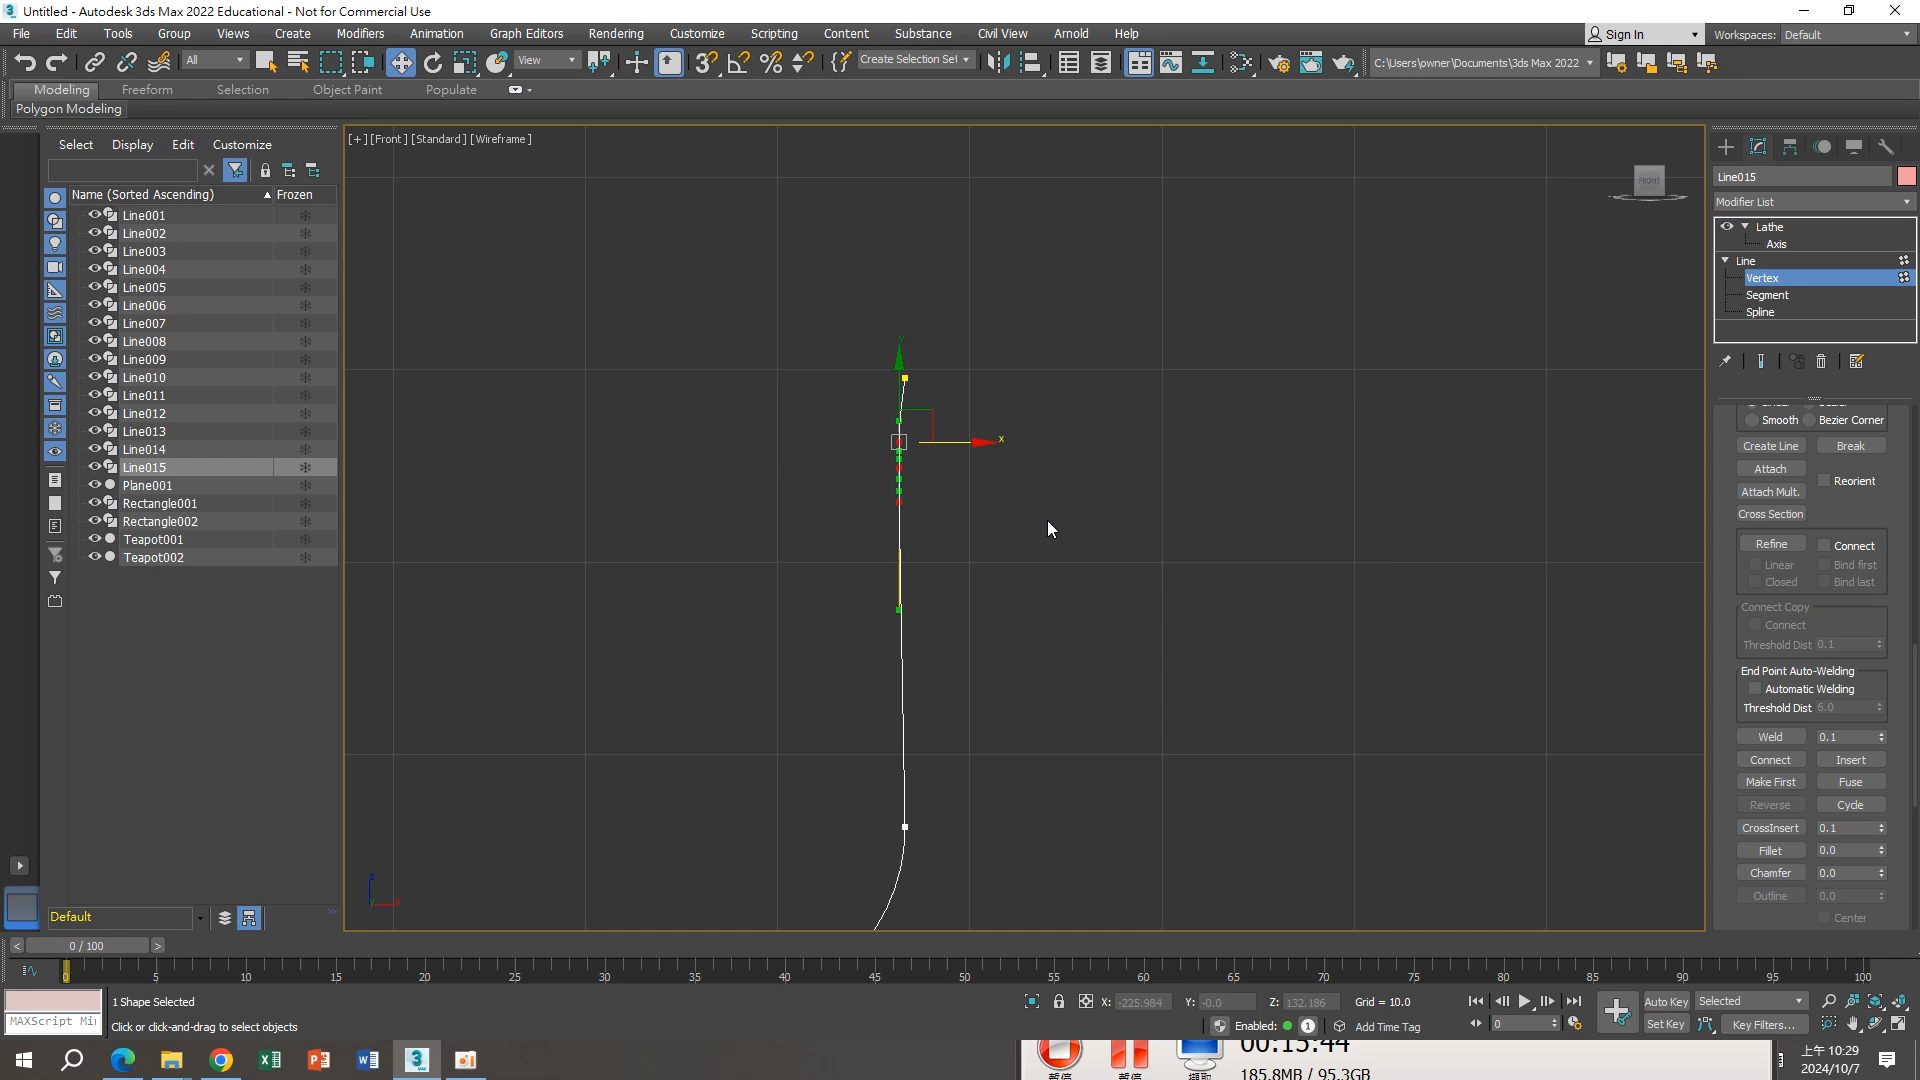 Untitled - Autodesk 3ds Max 2022 Educational - Not for Commercial Use
File Edit Tools Group Views Create Modifiers Animation Graph Editors Rendering Customize Scripting Content Substance Civil View Arnold Help
Sign In Workspaces: Default
All View Create Selection Set C:\Users\owner\Documents\3ds Max 2022
Modeling Freeform Selection Object Paint Populate
Polygon Modeling
Select Display Edit Customize
[+] [Front] [Standard] [Wireframe]
FRONT
Name (Sorted Ascending) Frozen
Line001
Line002
Line003
Line004
Line005
Line006
Line007
Line008
Line009
Line010
Line011
Line012
Line013
Line014
Line015
Plane001
Rectangle001
Rectangle002
Teapot001
Teapot002
Default
y
x
z
Line015
Modifier List
Lathe
Axis
Line
Vertex
Segment
Spline
Smooth Bezier Corner
Create Line Break
Attach
Reorient
Attach Mult.
Cross Section
Refine Connect
Linear Bind first
Closed Bind last
Connect Copy
Connect
Threshold Dist 0.1
End Point Auto-Welding
Automatic Welding
Threshold Dist 6.0
Weld 0.1
Connect Insert
Make First Fuse
Reverse Cycle
CrossInsert 0.1
Fillet 0.0
Chamfer 0.0
Outline 0.0
Center
< 0 / 100 >
0 5 10 15 20 25 30 35 40 45 50 55 60 65 70 75 80 85 90 95 100
1 Shape Selected
X: -225.984 Y: -0.0 Z: 132.186 Grid = 10.0
Auto Key Selected
MAXScript Mi
Click or click-and-drag to select objects
Enabled: 1 Add Time Tag
0
Set Key Key Filters...
00:15:44
185.8MB / 95.3GB
上午 10:29
2024/10/7